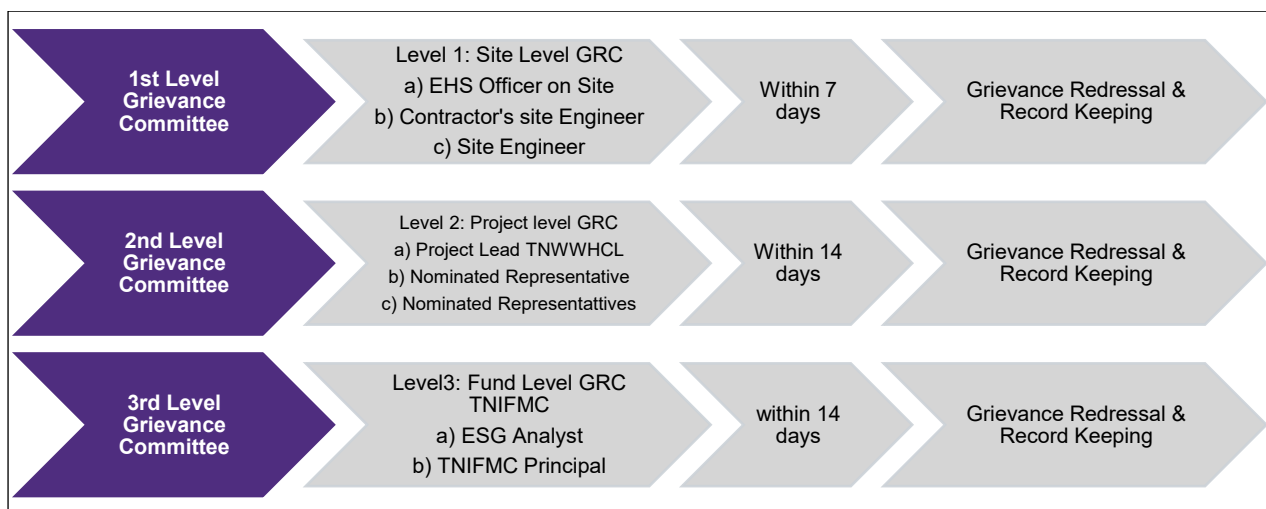 1st Level
Grievance
Committee
Level 1: Site Level GRC
a) EHS Officer on Site
b) Contractor's site Engineer
c) Site Engineer
Within 7
days
Grievance Redressal &
Record Keeping
2nd Level
Grievance
Committee
Level 2: Project level GRC
a) Project Lead TNWWHCL
b) Nominated Representative
c) Nominated Representattives
Within 14
days
Grievance Redressal &
Record Keeping
3rd Level
Grievance
Committee
Level3: Fund Level GRC
TNIFMC
a) ESG Analyst
b) TNIFMC Principal
within 14
days
Grievance Redressal &
Record Keeping